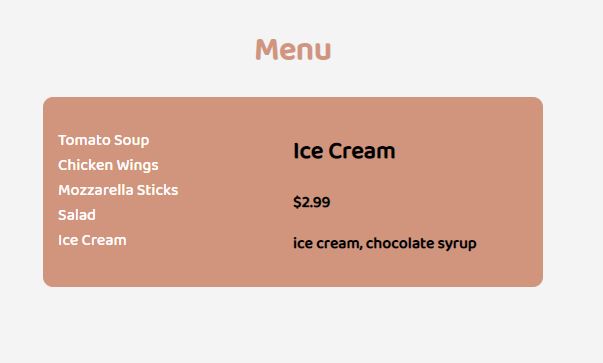 Menu
Tomato Soup
Chicken Wings
Mozzarella Sticks
Salad
Ice Cream
Ice Cream
$2.99
ice cream, chocolate syrup